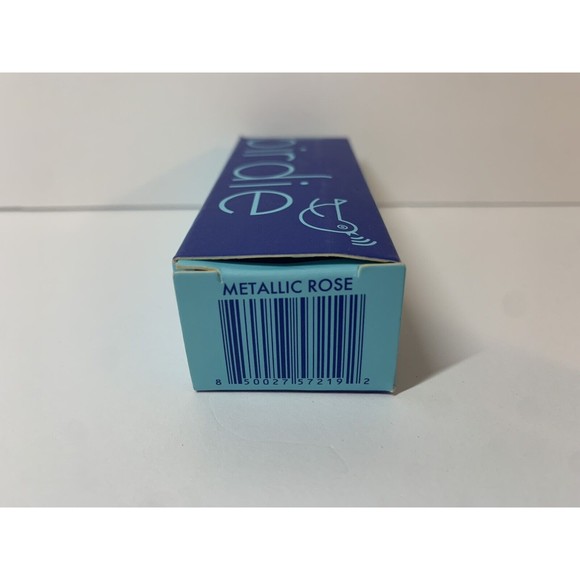 birdie
METALLIC ROSE
8 50027 57219 2